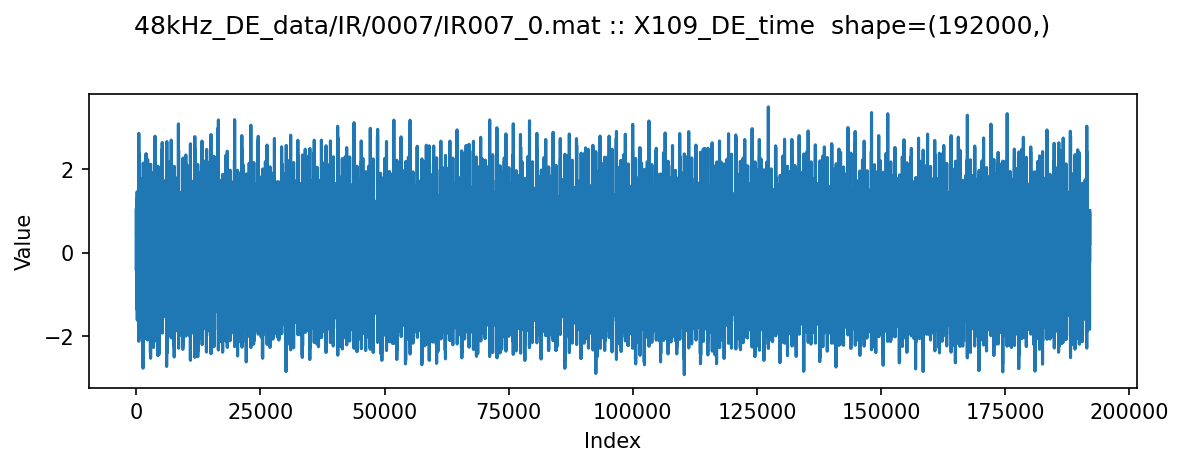 48kHz_DE_data/IR/0007/IR007_0.mat :: X109_DE_time  shape=(192000,)
2
0
−2
Value
0 25000 50000 75000 100000 125000 150000 175000 200000
Index